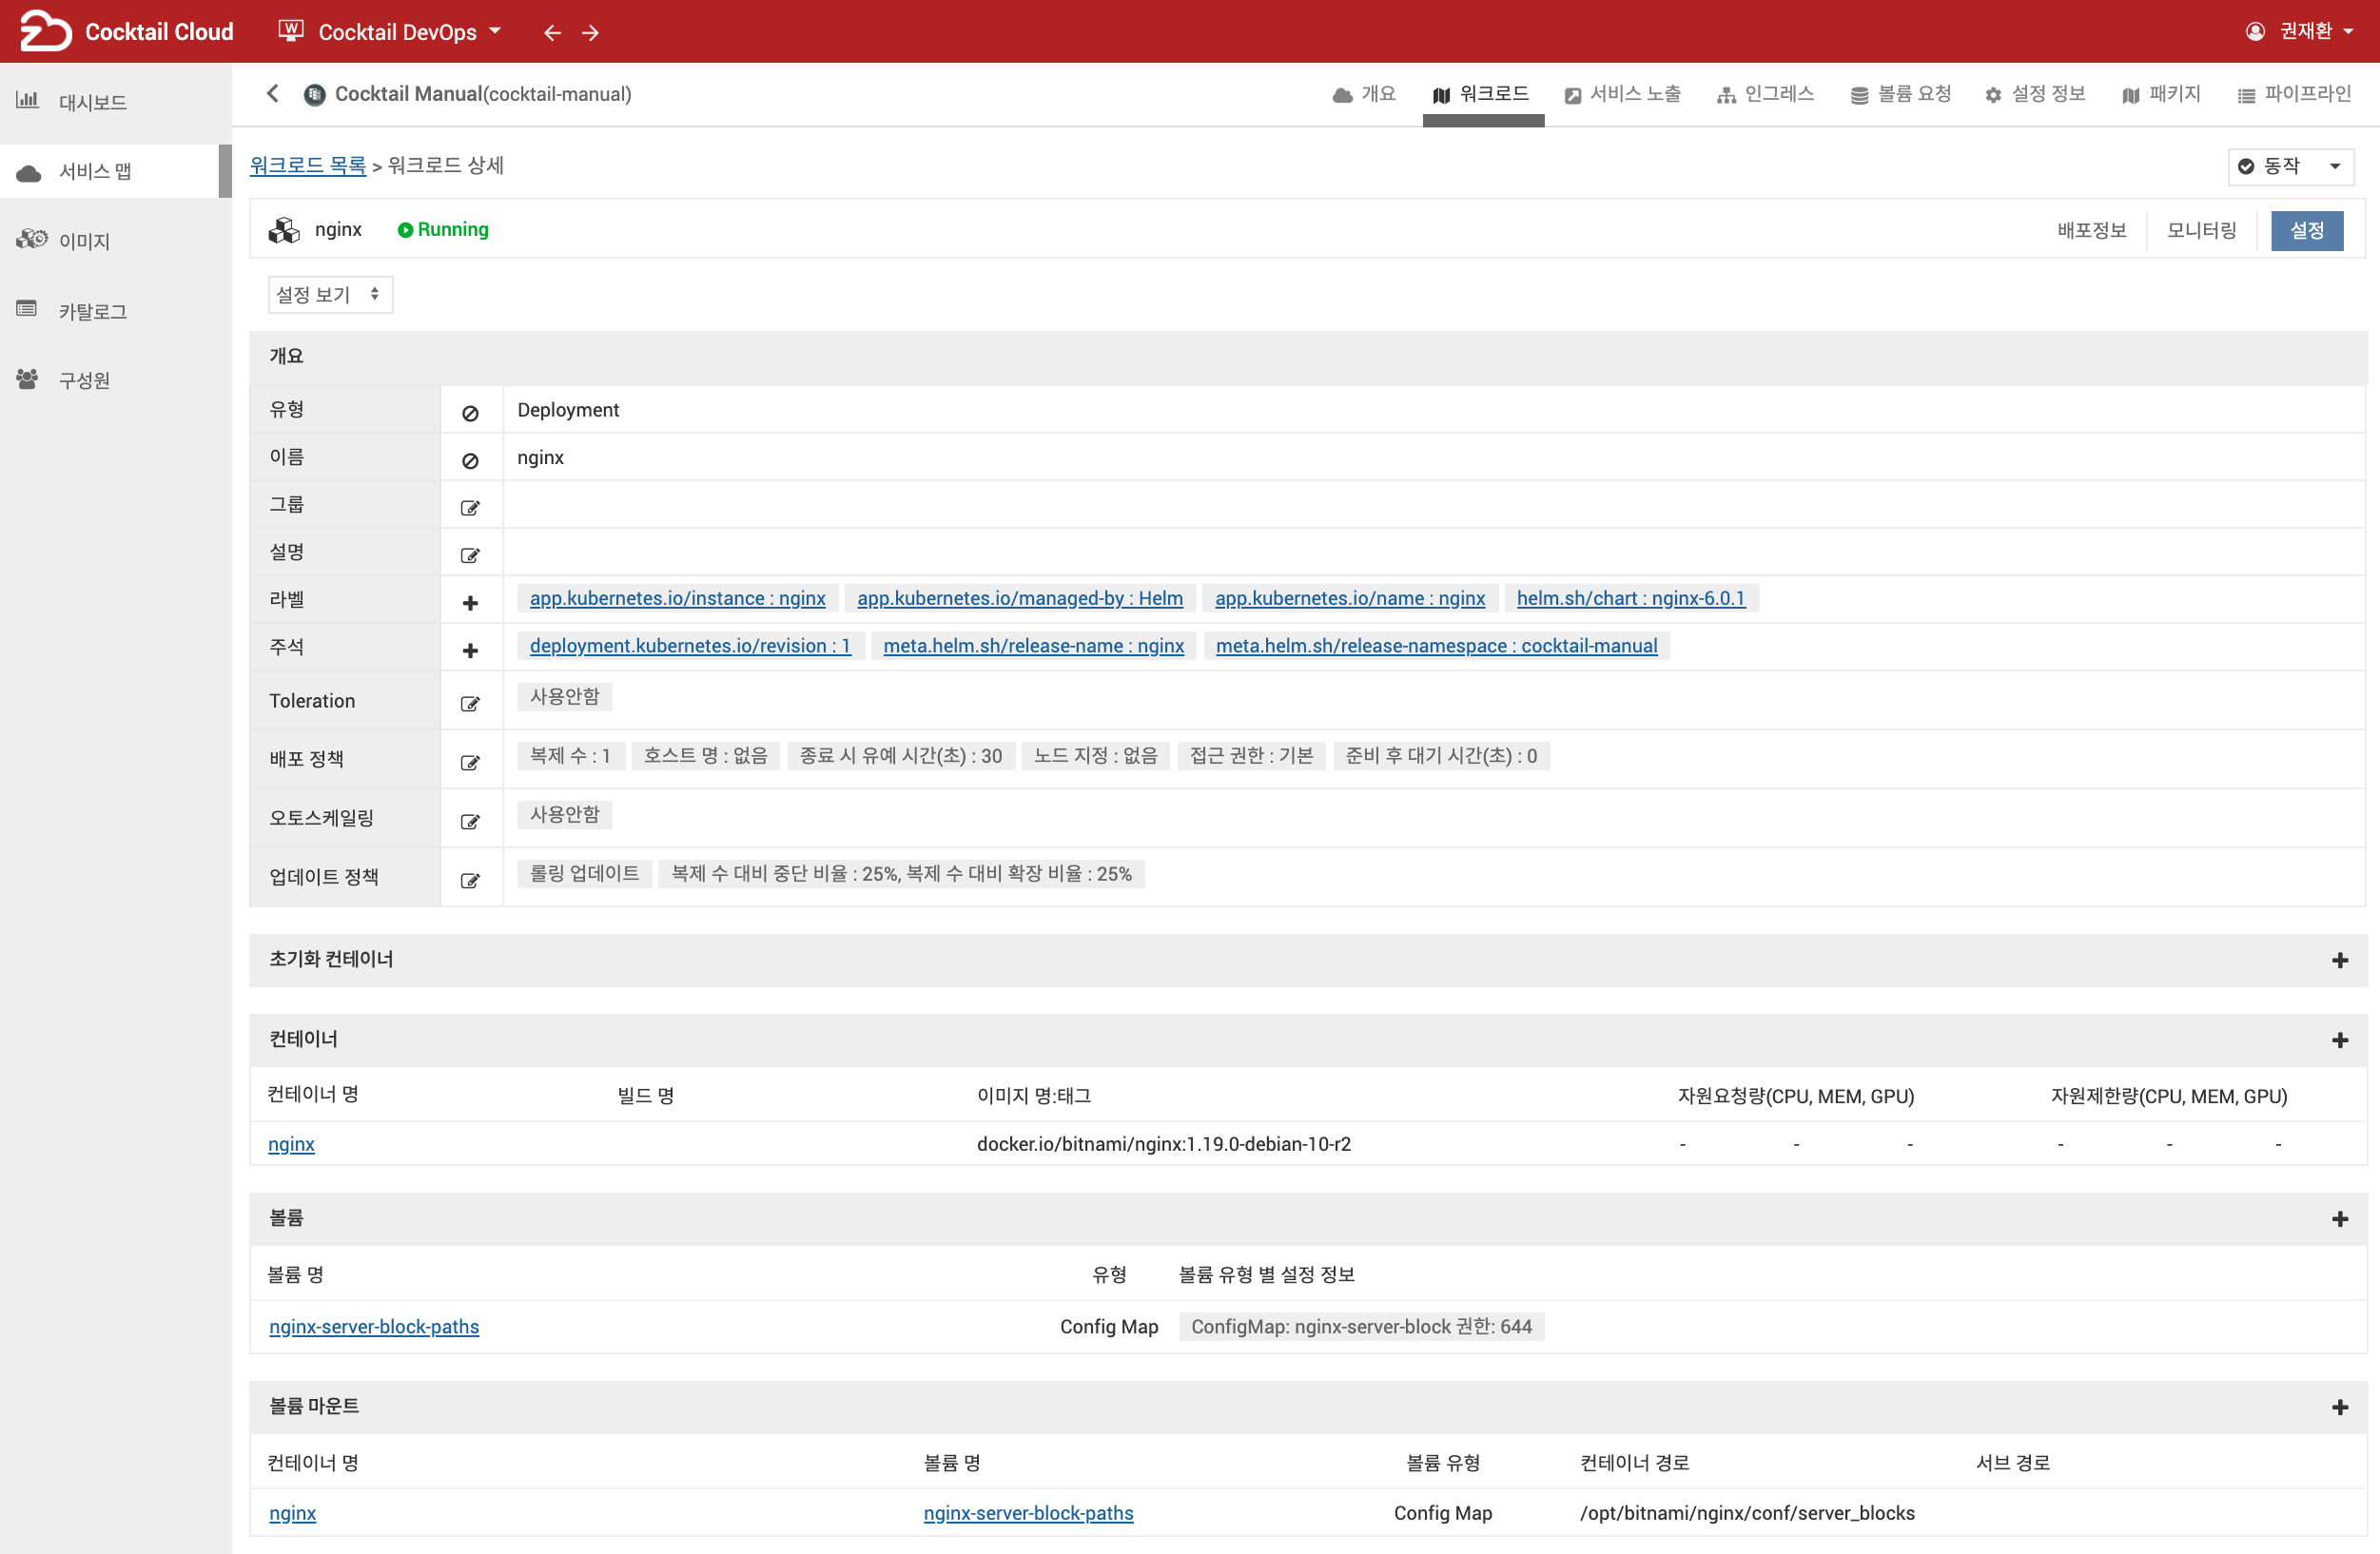 Cocktail Cloud W Cocktail DevOps 권재환
대시보드
서비스 맵
이미지
카탈로그
구성원
Cocktail Manual(cocktail-manual) 개요 워크로드 서비스 노출 인그레스 볼륨 요청 설정 정보 패키지 파이프라인
워크로드 목록 > 워크로드 상세 동작
nginx Running 배포정보 모니터링 설정
설정 보기
개요
유형 Deployment
이름 nginx
그룹
설명
라벨 app.kubernetes.io/instance : nginx app.kubernetes.io/managed-by : Helm app.kubernetes.io/name : nginx helm.sh/chart : nginx-6.0.1
주석 deployment.kubernetes.io/revision : 1 meta.helm.sh/release-name : nginx meta.helm.sh/release-namespace : cocktail-manual
Toleration 사용안함
배포 정책 복제 수 : 1 호스트 명 : 없음 종료 시 유예 시간(초) : 30 노드 지정 : 없음 접근 권한 : 기본 준비 후 대기 시간(초) : 0
오토스케일링 사용안함
업데이트 정책 롤링 업데이트 복제 수 대비 중단 비율 : 25%, 복제 수 대비 확장 비율 : 25%
초기화 컨테이너
컨테이너
컨테이너 명 빌드 명 이미지 명:태그 자원요청량(CPU, MEM, GPU) 자원제한량(CPU, MEM, GPU)
nginx docker.io/bitnami/nginx:1.19.0-debian-10-r2 - - - - - -
볼륨
볼륨 명 유형 볼륨 유형 별 설정 정보
nginx-server-block-paths Config Map ConfigMap: nginx-server-block 권한: 644
볼륨 마운트
컨테이너 명 볼륨 명 볼륨 유형 컨테이너 경로 서브 경로
nginx nginx-server-block-paths Config Map /opt/bitnami/nginx/conf/server_blocks